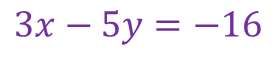 3x − 5y = −16